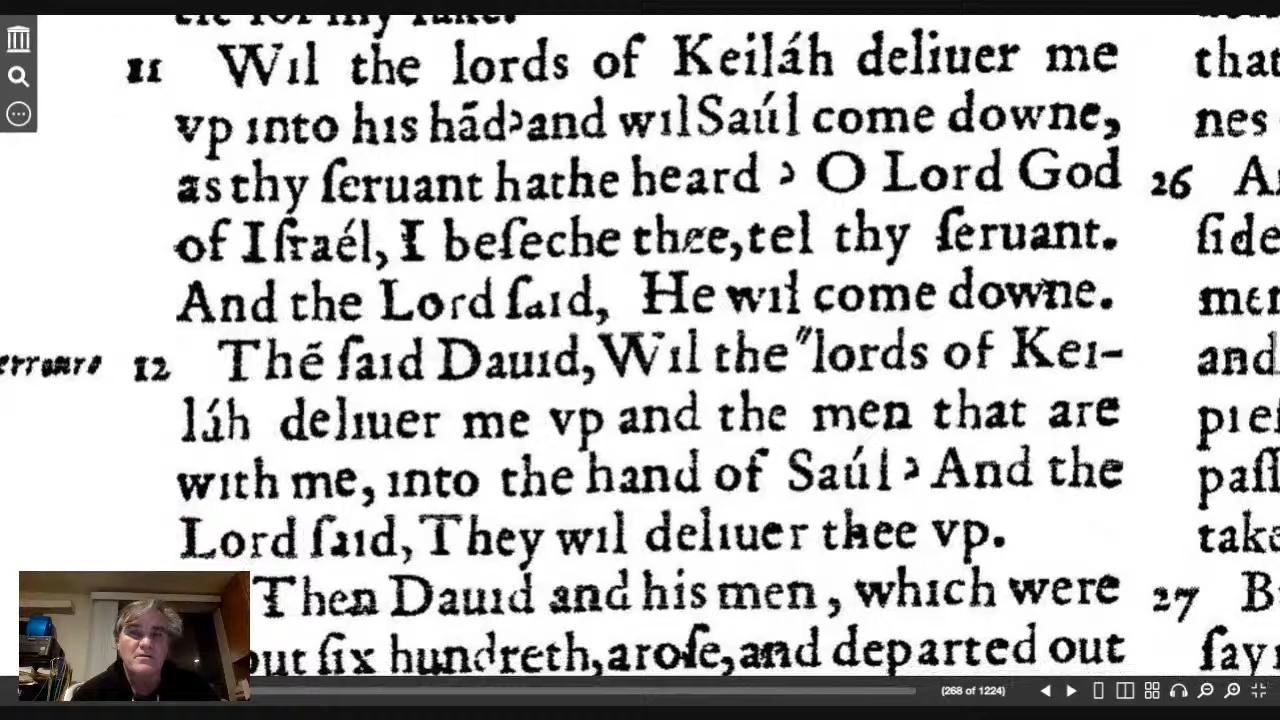 11 Wil the lords of Keiláh deliuer me
vp into his hãd? and wil Saúl come downe,
as thy ſeruant hathe heard? O Lord God
of Iſraél, I beſeche thee, tel thy ſeruant.
And the Lord ſaid, He wil come downe.
12 Thẽ ſaid Dauid, Wil the "lords of Kei-
láh deliuer me vp and the men that are
with me, into the hand of Saúl? And the
Lord ſaid, They wil deliuer thee vp.
Then Dauid and his men, which were
out ſix hundreth, aroſe, and departed out
that
nes
26
ſide
and
27
(268 of 1224)